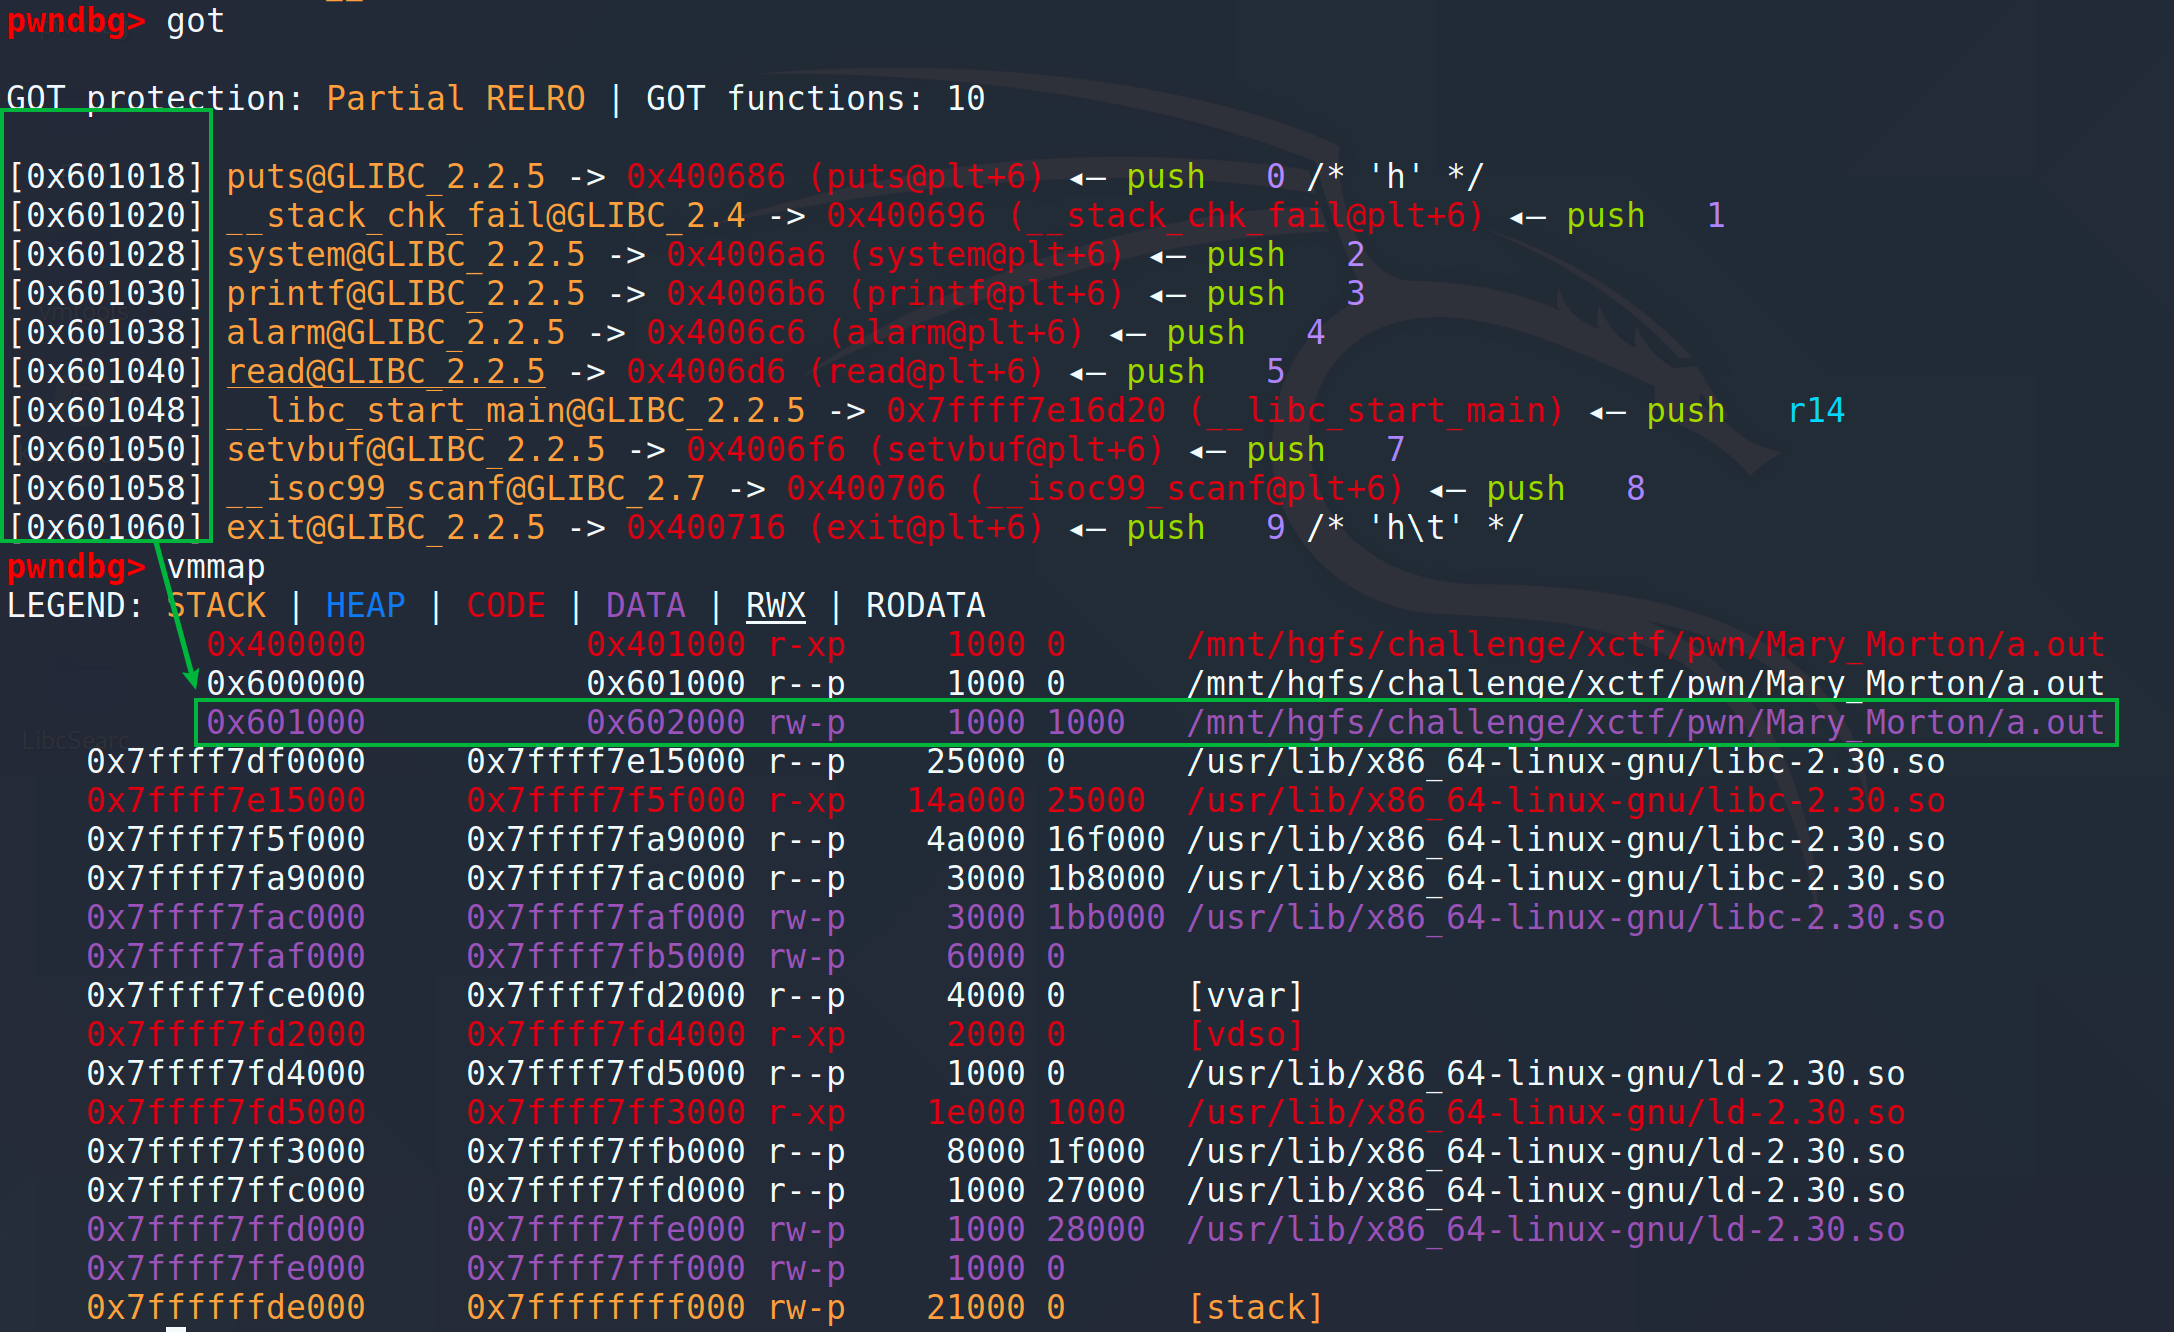 pwndbg> got
GOT protection: Partial RELRO | GOT functions: 10
[0x601018] puts@GLIBC_2.2.5 -> 0x400686 (puts@plt+6) ◂— push   0 /* 'h' */
[0x601020] __stack_chk_fail@GLIBC_2.4 -> 0x400696 (__stack_chk_fail@plt+6) ◂— push   1
[0x601028] system@GLIBC_2.2.5 -> 0x4006a6 (system@plt+6) ◂— push   2
[0x601030] printf@GLIBC_2.2.5 -> 0x4006b6 (printf@plt+6) ◂— push   3
[0x601038] alarm@GLIBC_2.2.5 -> 0x4006c6 (alarm@plt+6) ◂— push   4
[0x601040] read@GLIBC_2.2.5 -> 0x4006d6 (read@plt+6) ◂— push   5
[0x601048] __libc_start_main@GLIBC_2.2.5 -> 0x7ffff7e16d20 (__libc_start_main) ◂— push   r14
[0x601050] setvbuf@GLIBC_2.2.5 -> 0x4006f6 (setvbuf@plt+6) ◂— push   7
[0x601058] __isoc99_scanf@GLIBC_2.7 -> 0x400706 (__isoc99_scanf@plt+6) ◂— push   8
[0x601060] exit@GLIBC_2.2.5 -> 0x400716 (exit@plt+6) ◂— push   9 /* 'h\t' */
pwndbg> vmmap
LEGEND: STACK | HEAP | CODE | DATA | RWX | RODATA
0x400000 0x401000 r-xp 1000 0 /mnt/hgfs/challenge/xctf/pwn/Mary_Morton/a.out
0x600000 0x601000 r--p 1000 0 /mnt/hgfs/challenge/xctf/pwn/Mary_Morton/a.out
0x601000 0x602000 rw-p 1000 1000 /mnt/hgfs/challenge/xctf/pwn/Mary_Morton/a.out
0x7ffff7df0000 0x7ffff7e15000 r--p 25000 0 /usr/lib/x86_64-linux-gnu/libc-2.30.so
0x7ffff7e15000 0x7ffff7f5f000 r-xp 14a000 25000 /usr/lib/x86_64-linux-gnu/libc-2.30.so
0x7ffff7f5f000 0x7ffff7fa9000 r--p 4a000 16f000 /usr/lib/x86_64-linux-gnu/libc-2.30.so
0x7ffff7fa9000 0x7ffff7fac000 r--p 3000 1b8000 /usr/lib/x86_64-linux-gnu/libc-2.30.so
0x7ffff7fac000 0x7ffff7faf000 rw-p 3000 1bb000 /usr/lib/x86_64-linux-gnu/libc-2.30.so
0x7ffff7faf000 0x7ffff7fb5000 rw-p 6000 0
0x7ffff7fce000 0x7ffff7fd2000 r--p 4000 0 [vvar]
0x7ffff7fd2000 0x7ffff7fd4000 r-xp 2000 0 [vdso]
0x7ffff7fd4000 0x7ffff7fd5000 r--p 1000 0 /usr/lib/x86_64-linux-gnu/ld-2.30.so
0x7ffff7fd5000 0x7ffff7ff3000 r-xp 1e000 1000 /usr/lib/x86_64-linux-gnu/ld-2.30.so
0x7ffff7ff3000 0x7ffff7ffb000 r--p 8000 1f000 /usr/lib/x86_64-linux-gnu/ld-2.30.so
0x7ffff7ffc000 0x7ffff7ffd000 r--p 1000 27000 /usr/lib/x86_64-linux-gnu/ld-2.30.so
0x7ffff7ffd000 0x7ffff7ffe000 rw-p 1000 28000 /usr/lib/x86_64-linux-gnu/ld-2.30.so
0x7ffff7ffe000 0x7ffff7fff000 rw-p 1000 0
0x7ffffffde000 0x7ffffffff000 rw-p 21000 0 [stack]